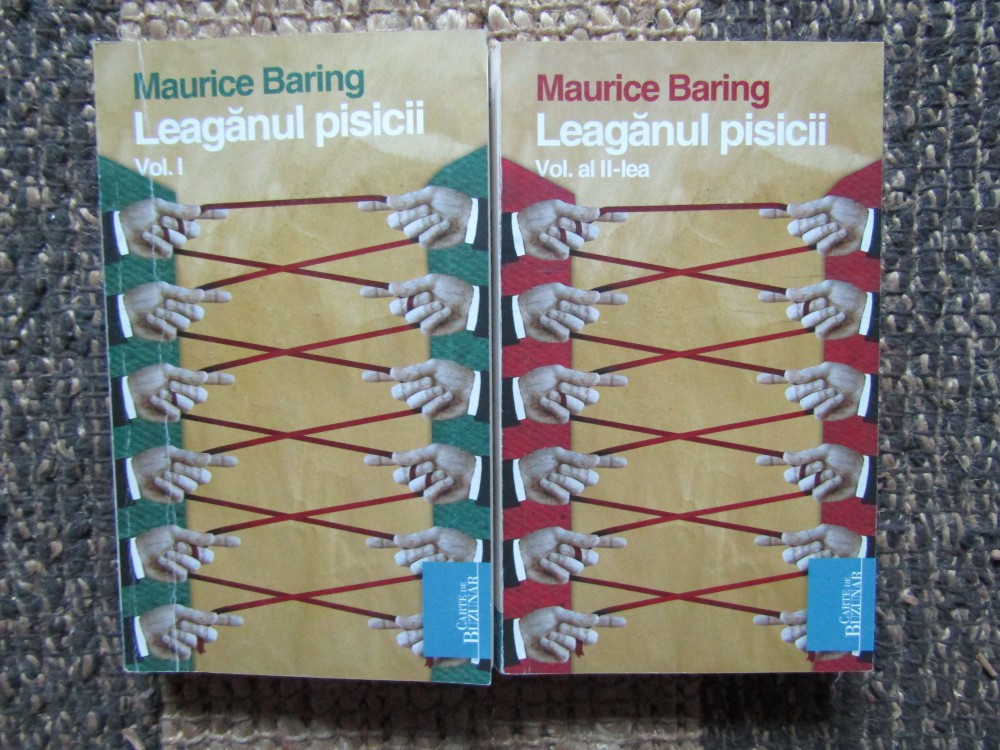 Maurice Baring
Leagănul pisicii
Vol. I
CARTE DE
BUZUNAR
Maurice Baring
Leagănul pisicii
Vol. al II-lea
CARTE DE
BUZUNAR